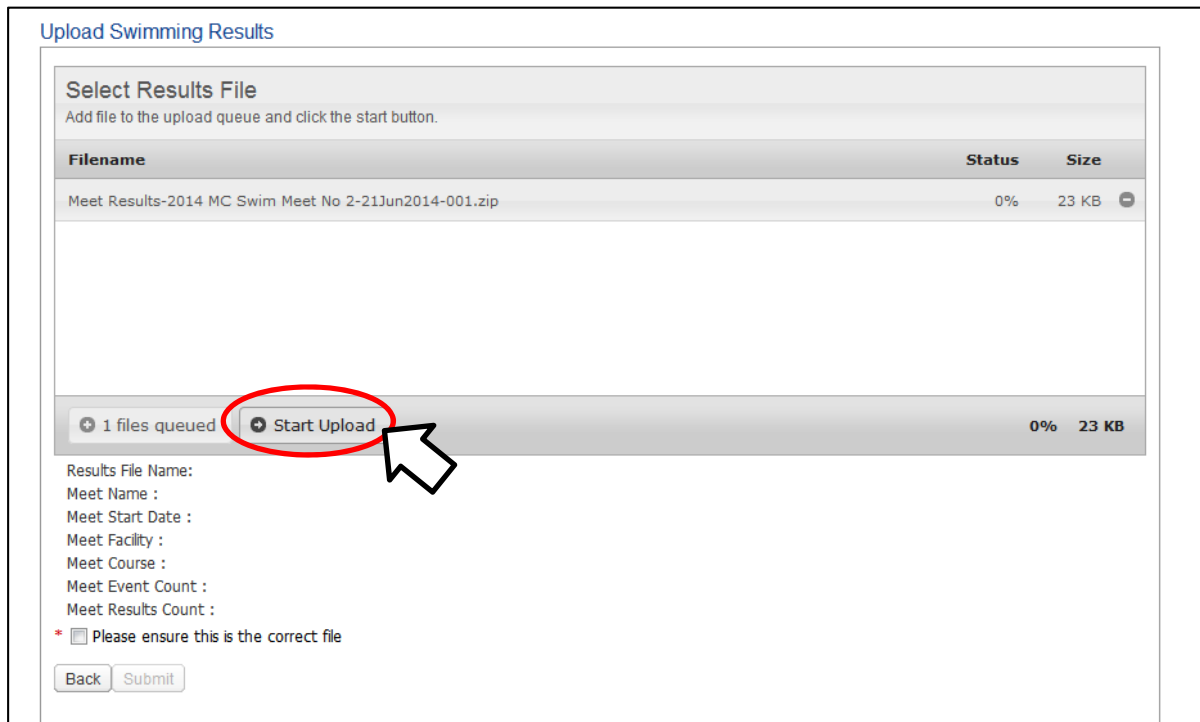 Upload Swimming Results
Select Results File
Add file to the upload queue and click the start button.
Filename Status Size
Meet Results-2014 MC Swim Meet No 2-21Jun2014-001.zip 0% 23 KB
1 files queued Start Upload 0% 23 KB
Results File Name:
Meet Name :
Meet Start Date :
Meet Facility :
Meet Course :
Meet Event Count :
Meet Results Count :
* Please ensure this is the correct file
Back Submit